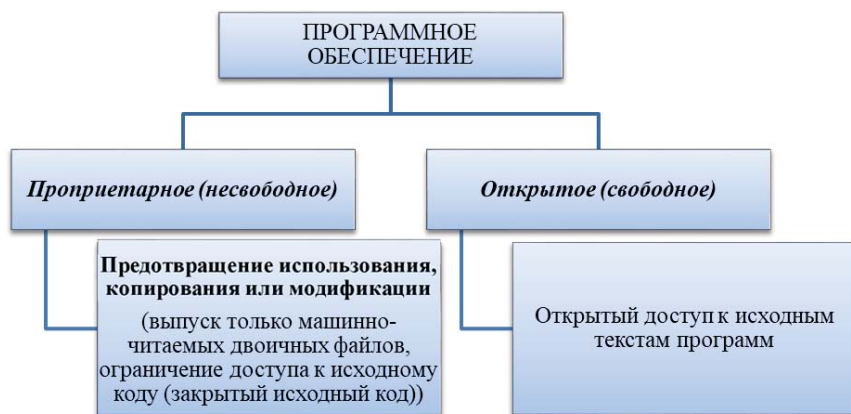 ПРОГРАММНОЕ
ОБЕСПЕЧЕНИЕ
Проприетарное (несвободное)
Открытое (свободное)
Предотвращение использования,
копирования или модификации
(выпуск только машинно-
читаемых двоичных файлов,
ограничение доступа к исходному
коду (закрытый исходный код))
Открытый доступ к исходным
текстам программ